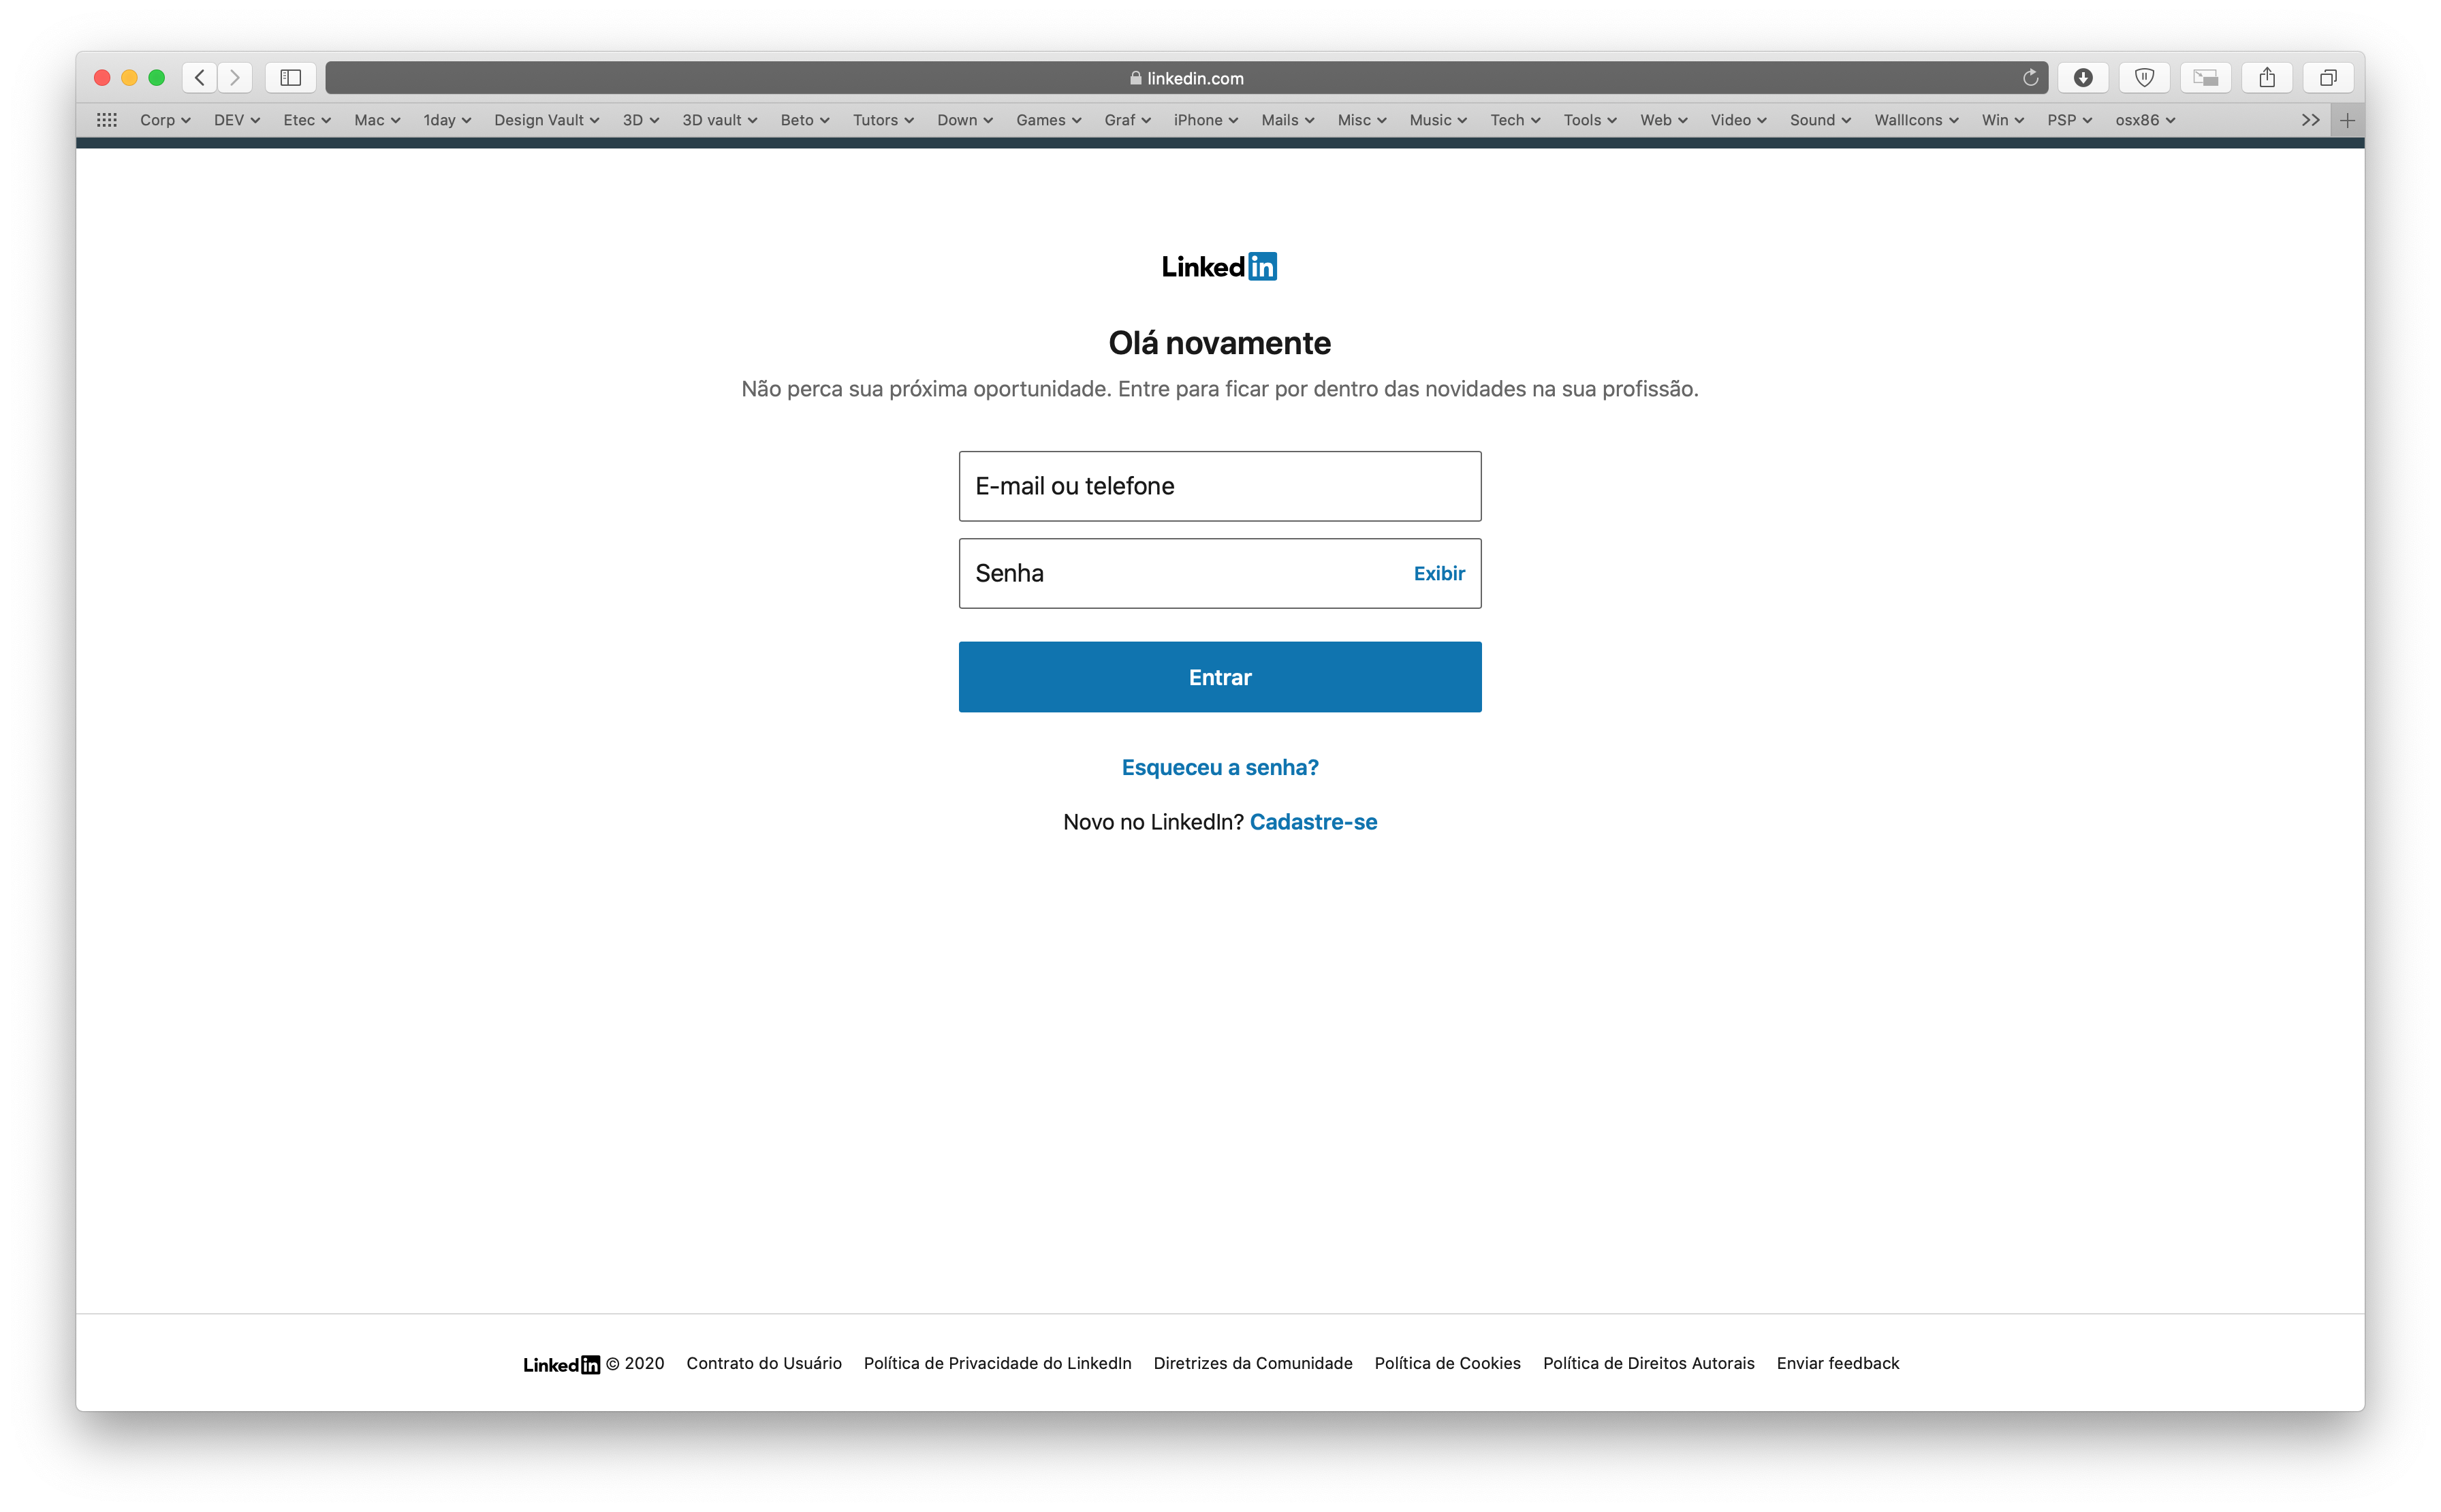 linkedin.com
Corp DEV Etec Mac 1day Design Vault 3D 3D vault Beto Tutors Down Games Graf iPhone Mails Misc Music Tech Tools Web Video Sound WallIcons Win PSP osx86
Linked in
Olá novamente
Não perca sua próxima oportunidade. Entre para ficar por dentro das novidades na sua profissão.
E-mail ou telefone
Senha Exibir
Entrar
Esqueceu a senha?
Novo no LinkedIn? Cadastre-se
Linked in © 2020 Contrato do Usuário Política de Privacidade do LinkedIn Diretrizes da Comunidade Política de Cookies Política de Direitos Autorais Enviar feedback